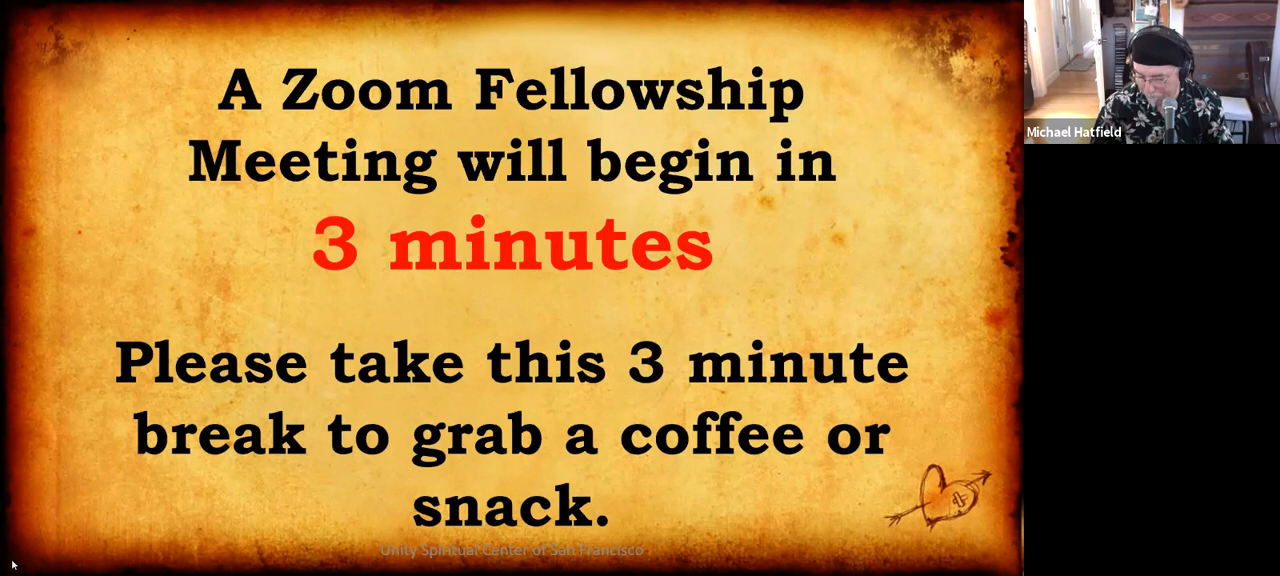 A Zoom Fellowship
Meeting will begin in
3 minutes
Please take this 3 minute
break to grab a coffee or
snack.
Unity Spiritual Center of San Francisco
Michael Hatfield